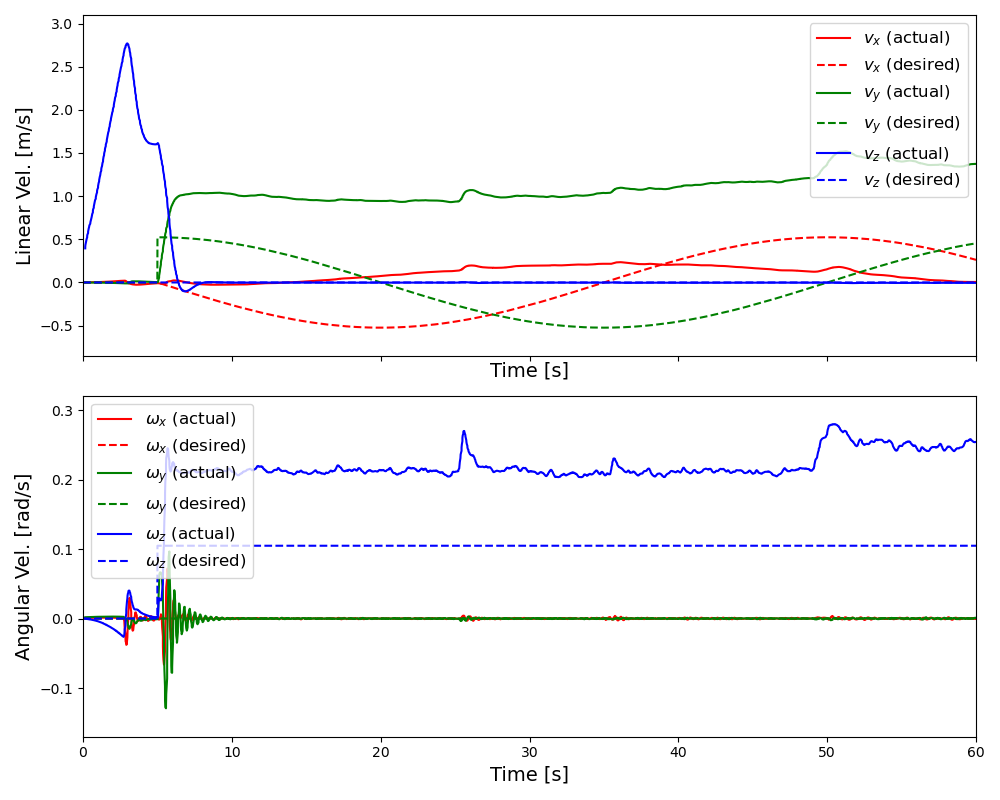 3.0
2.5
2.0
1.5
1.0
0.5
0.0
−0.5
Linear Vel. [m/s]
vx (actual)
vx (desired)
vy (actual)
vy (desired)
vz (actual)
vz (desired)
Time [s]
0.3
0.2
0.1
0.0
−0.1
Angular Vel. [rad/s]
ωx (actual)
ωx (desired)
ωy (actual)
ωy (desired)
ωz (actual)
ωz (desired)
0 10 20 30 40 50 60
Time [s]